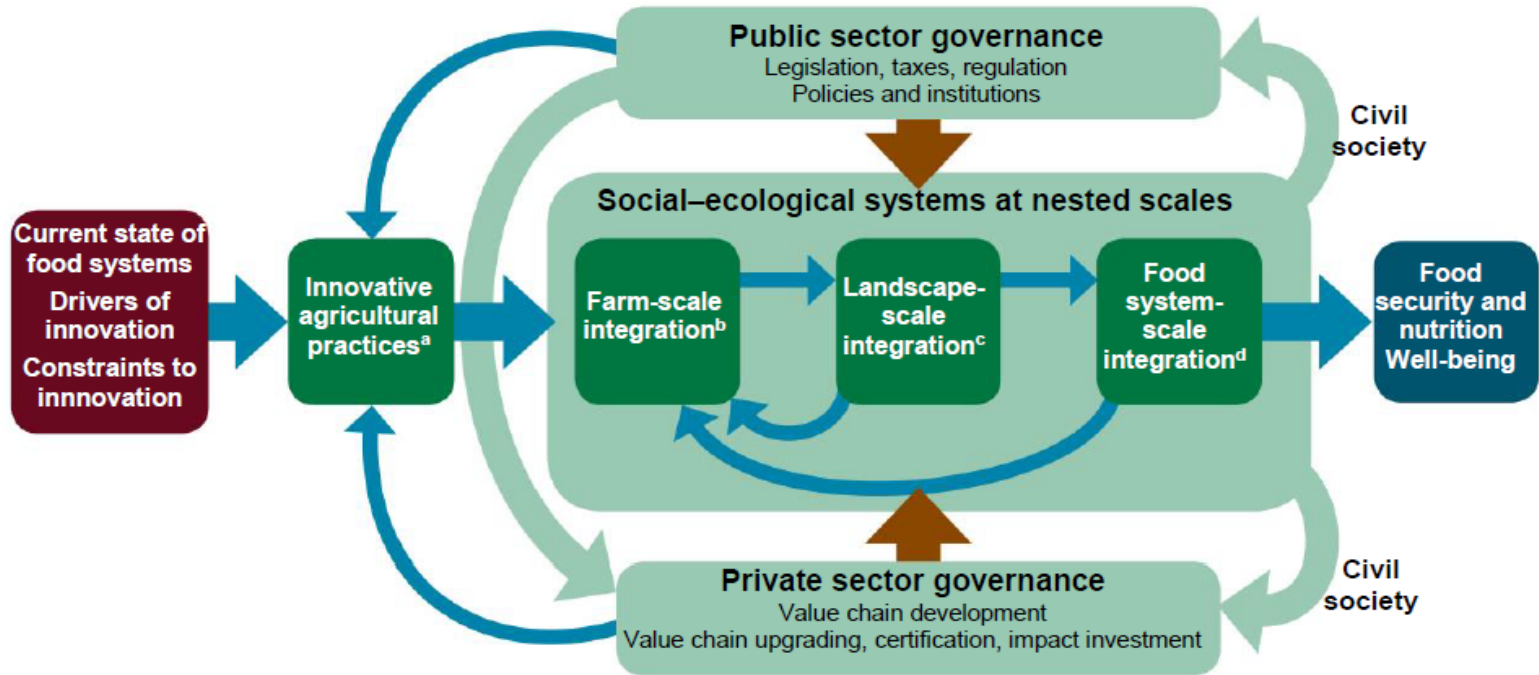 Public sector governance
Legislation, taxes, regulation
Policies and institutions
Civil
society
Social–ecological systems at nested scales
Current state of
food systems
Drivers of
innovation
Constraints to
innnovation
Innovative
agricultural
practicesᵃ
Farm-scale
integrationᵇ
Landscape-
scale
integrationᶜ
Food
system-
scale
integrationᵈ
Food
security and
nutrition
Well-being
Private sector governance
Value chain development
Value chain upgrading, certification, impact investment
Civil
society